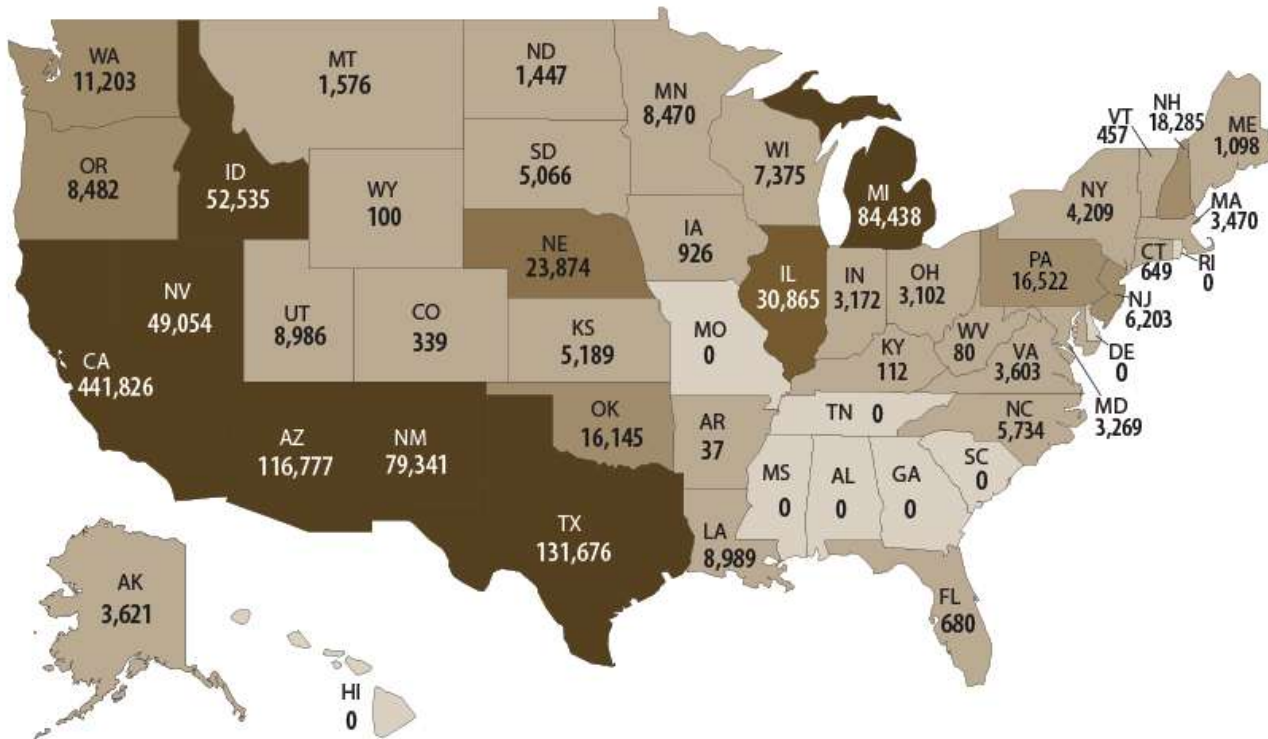 WA
11,203
MT
1,576
ND
1,447
MN
8,470
OR
8,482
ID
52,535
WY
100
SD
5,066
WI
7,375
MI
84,438
VT
457
NH
18,285
ME
1,098
NY
4,209
MA
3,470
NE
23,874
IA
926
IL
30,865
IN
3,172
OH
3,102
PA
16,522
CT
649
RI
0
NJ
6,203
NV
49,054
UT
8,986
CO
339
KS
5,189
MO
0
KY
112
WV
80
VA
3,603
DE
0
MD
3,269
CA
441,826
AZ
116,777
NM
79,341
OK
16,145
AR
37
TN 0
NC
5,734
SC
0
MS
0
AL
0
GA
0
TX
131,676
LA
8,989
FL
680
AK
3,621
HI
0